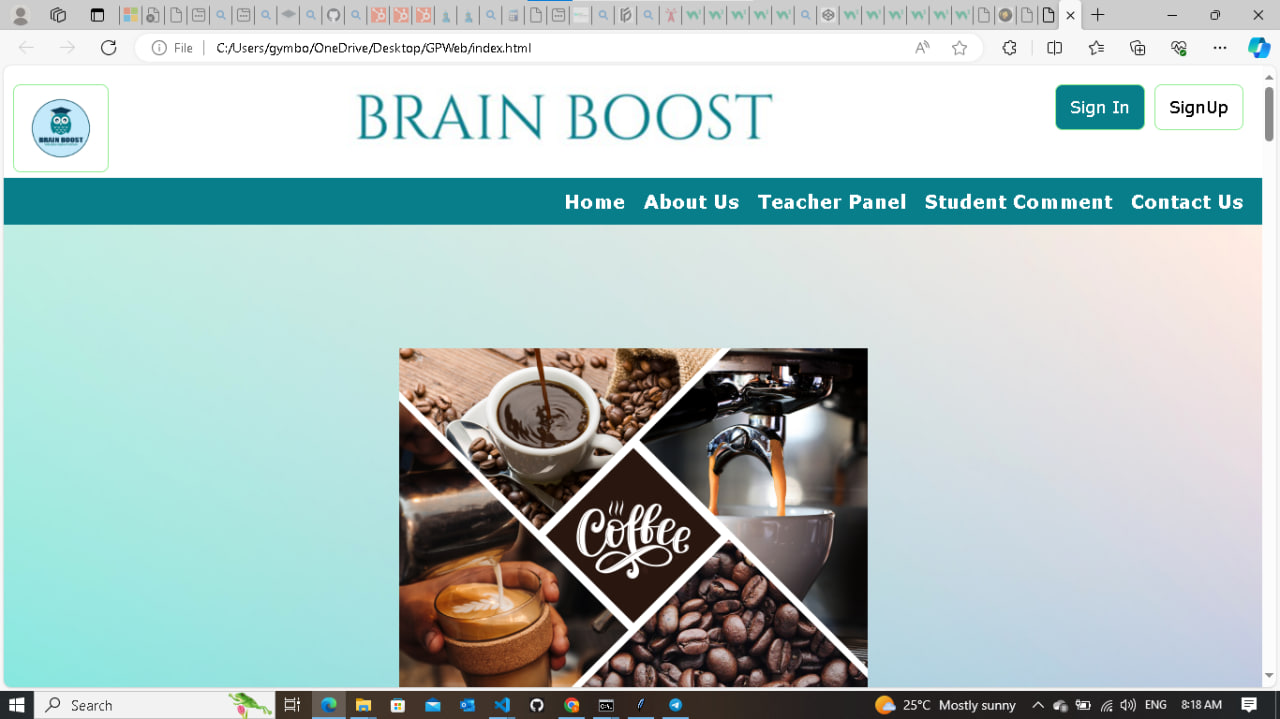 File
C:/Users/gymbo/OneDrive/Desktop/GPWeb/index.html
BRAIN BOOST
BRAIN BOOST
Sign In
SignUp
Home
About Us
Teacher Panel
Student Comment
Contact Us
Coffee
Search
25°C Mostly sunny
ENG
8:18 AM